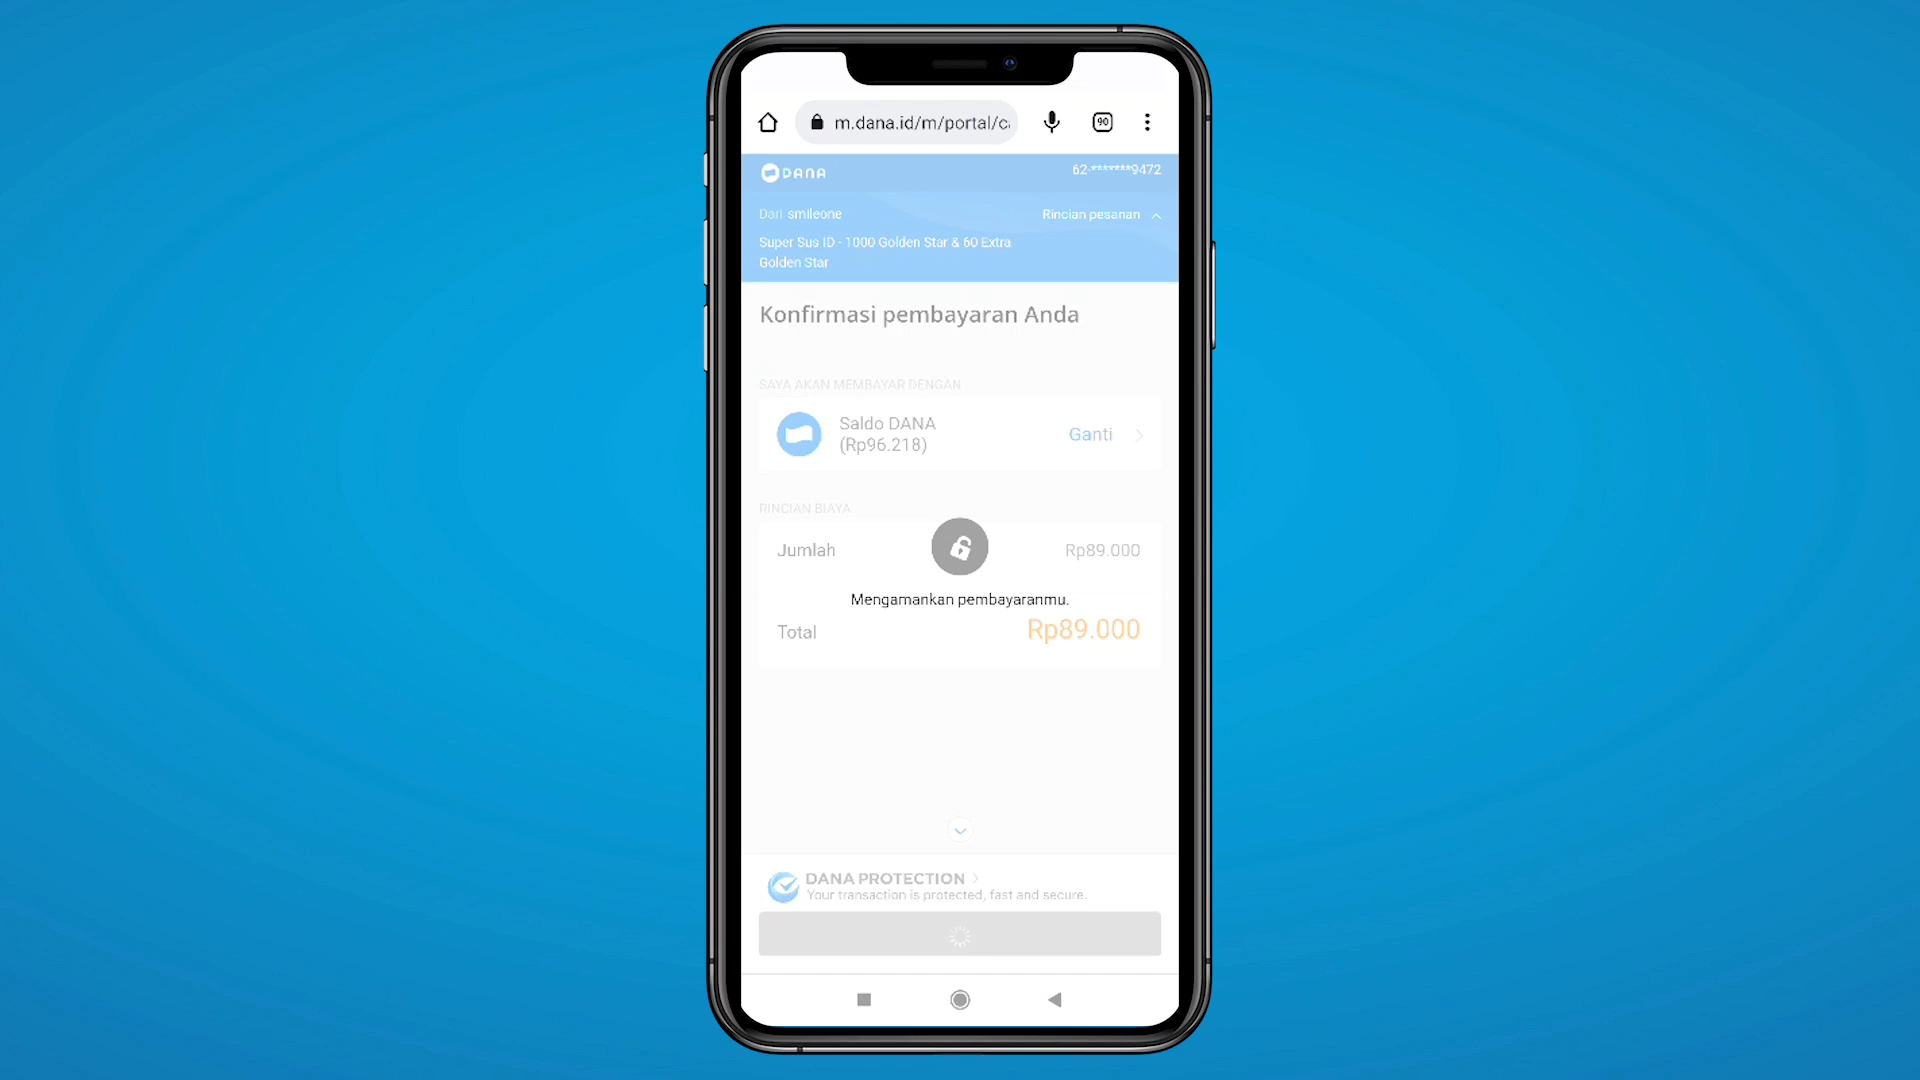 m.dana.id/m/portal/c
90
DANA
62-*******9472
Dari smileone
Rincian pesanan
Super Sus ID - 1000 Golden Star & 60 Extra
Golden Star
Konfirmasi pembayaran Anda
SAYA AKAN MEMBAYAR DENGAN
Saldo DANA
(Rp96.218)
Ganti
RINCIAN BIAYA
Jumlah
Rp89.000
Mengamankan pembayaranmu.
Total
Rp89.000
DANA PROTECTION
Your transaction is protected, fast and secure.